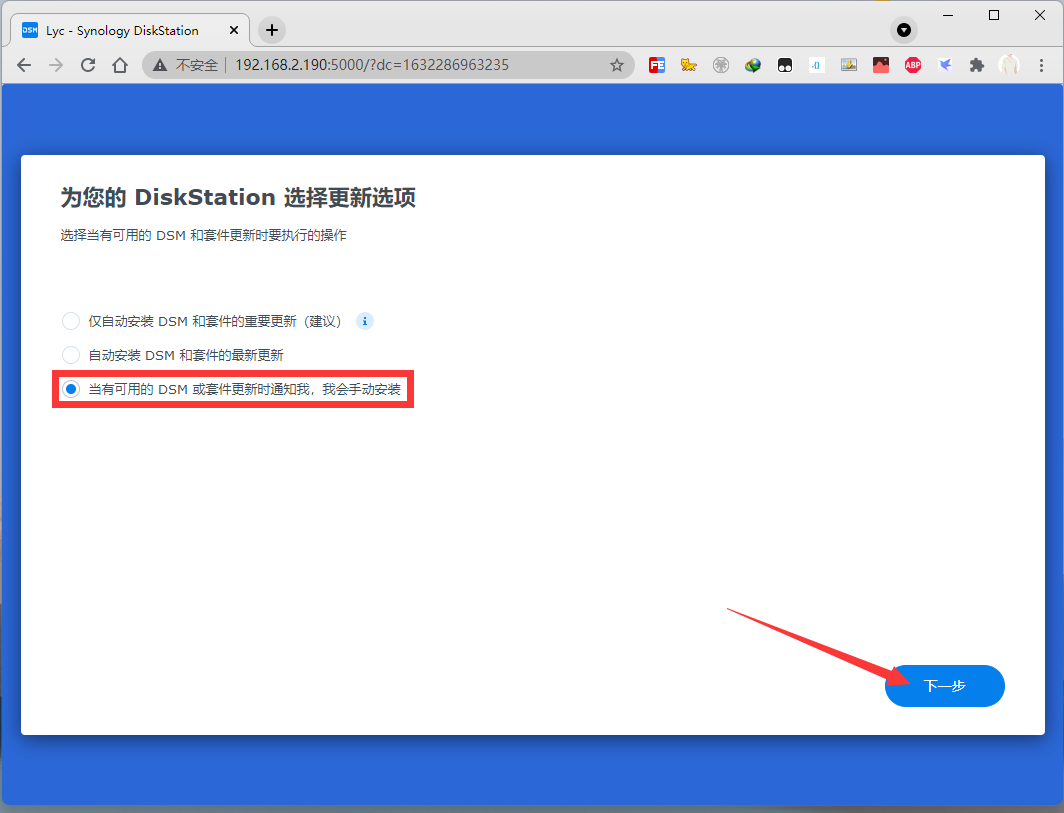 DSM Lyc - Synology DiskStation
不安全 192.168.2.190:5000/?dc=1632286963235
ABP
为您的 DiskStation 选择更新选项
选择当有可用的 DSM 和套件更新时要执行的操作
仅自动安装 DSM 和套件的重要更新（建议） i
自动安装 DSM 和套件的最新更新
当有可用的 DSM 或套件更新时通知我，我会手动安装
下一步